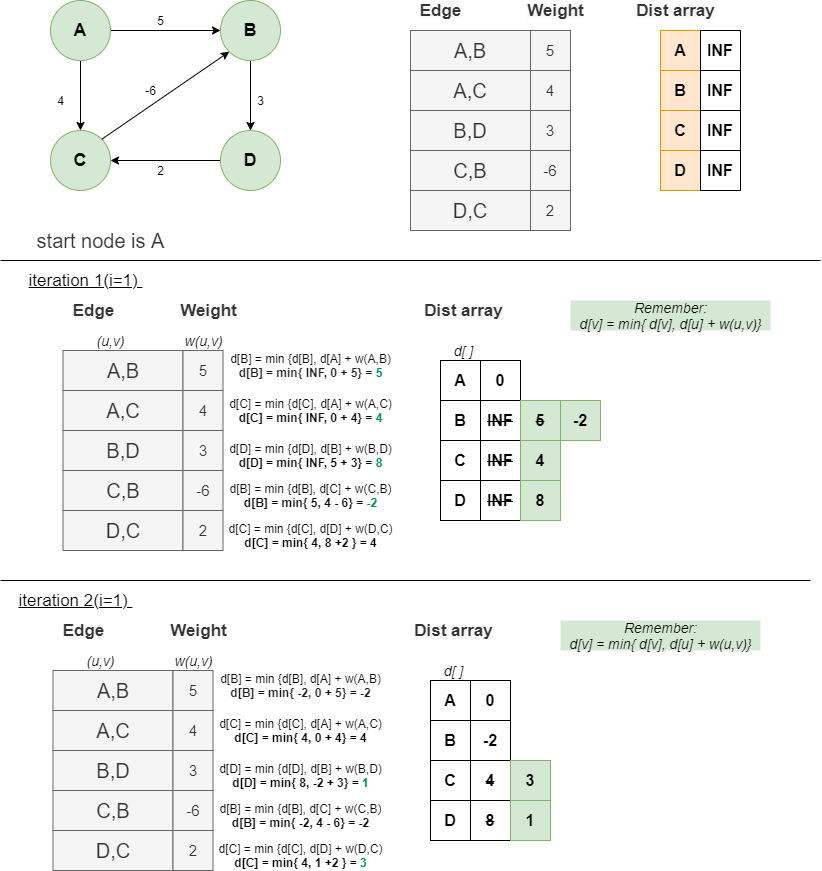 Edge Weight Dist array
A 5 B
4 -6 3
C 2 D
A,B 5
A,C 4
B,D 3
C,B -6
D,C 2
A INF
B INF
C INF
D INF
start node is A
iteration 1(i=1)
Edge Weight Dist array
Remember:
d[v] = min{ d[v], d[u] + w(u,v)}
(u,v) w(u,v)
A,B 5
d[B] = min {d[B], d[A] + w(A,B)
d[B] = min{ INF, 0 + 5} = 5
A,C 4
d[C] = min {d[C], d[A] + w(A,C)
d[C] = min{ INF, 0 + 4} = 4
B,D 3
d[D] = min {d[D], d[B] + w(B,D)
d[D] = min{ INF, 5 + 3} = 8
C,B -6
d[B] = min {d[B], d[C] + w(C,B)
d[B] = min{ 5, 4 - 6} = -2
D,C 2
d[C] = min {d[C], d[D] + w(D,C)
d[C] = min{ 4, 8 +2 } = 4
d[ ]
A 0
B INF 5 -2
C INF 4
D INF 8
iteration 2(i=1)
Edge Weight Dist array
Remember:
d[v] = min{ d[v], d[u] + w(u,v)}
(u,v) w(u,v)
A,B 5
d[B] = min {d[B], d[A] + w(A,B)
d[B] = min{ -2, 0 + 5} = -2
A,C 4
d[C] = min {d[C], d[A] + w(A,C)
d[C] = min{ 4, 0 + 4} = 4
B,D 3
d[D] = min {d[D], d[B] + w(B,D)
d[D] = min{ 8, -2 + 3} = 1
C,B -6
d[B] = min {d[B], d[C] + w(C,B)
d[B] = min{ -2, 4 - 6} = -2
D,C 2
d[C] = min {d[C], d[D] + w(D,C)
d[C] = min{ 4, 1 +2 } = 3
d[ ]
A 0
B -2
C 4 3
D 8 1